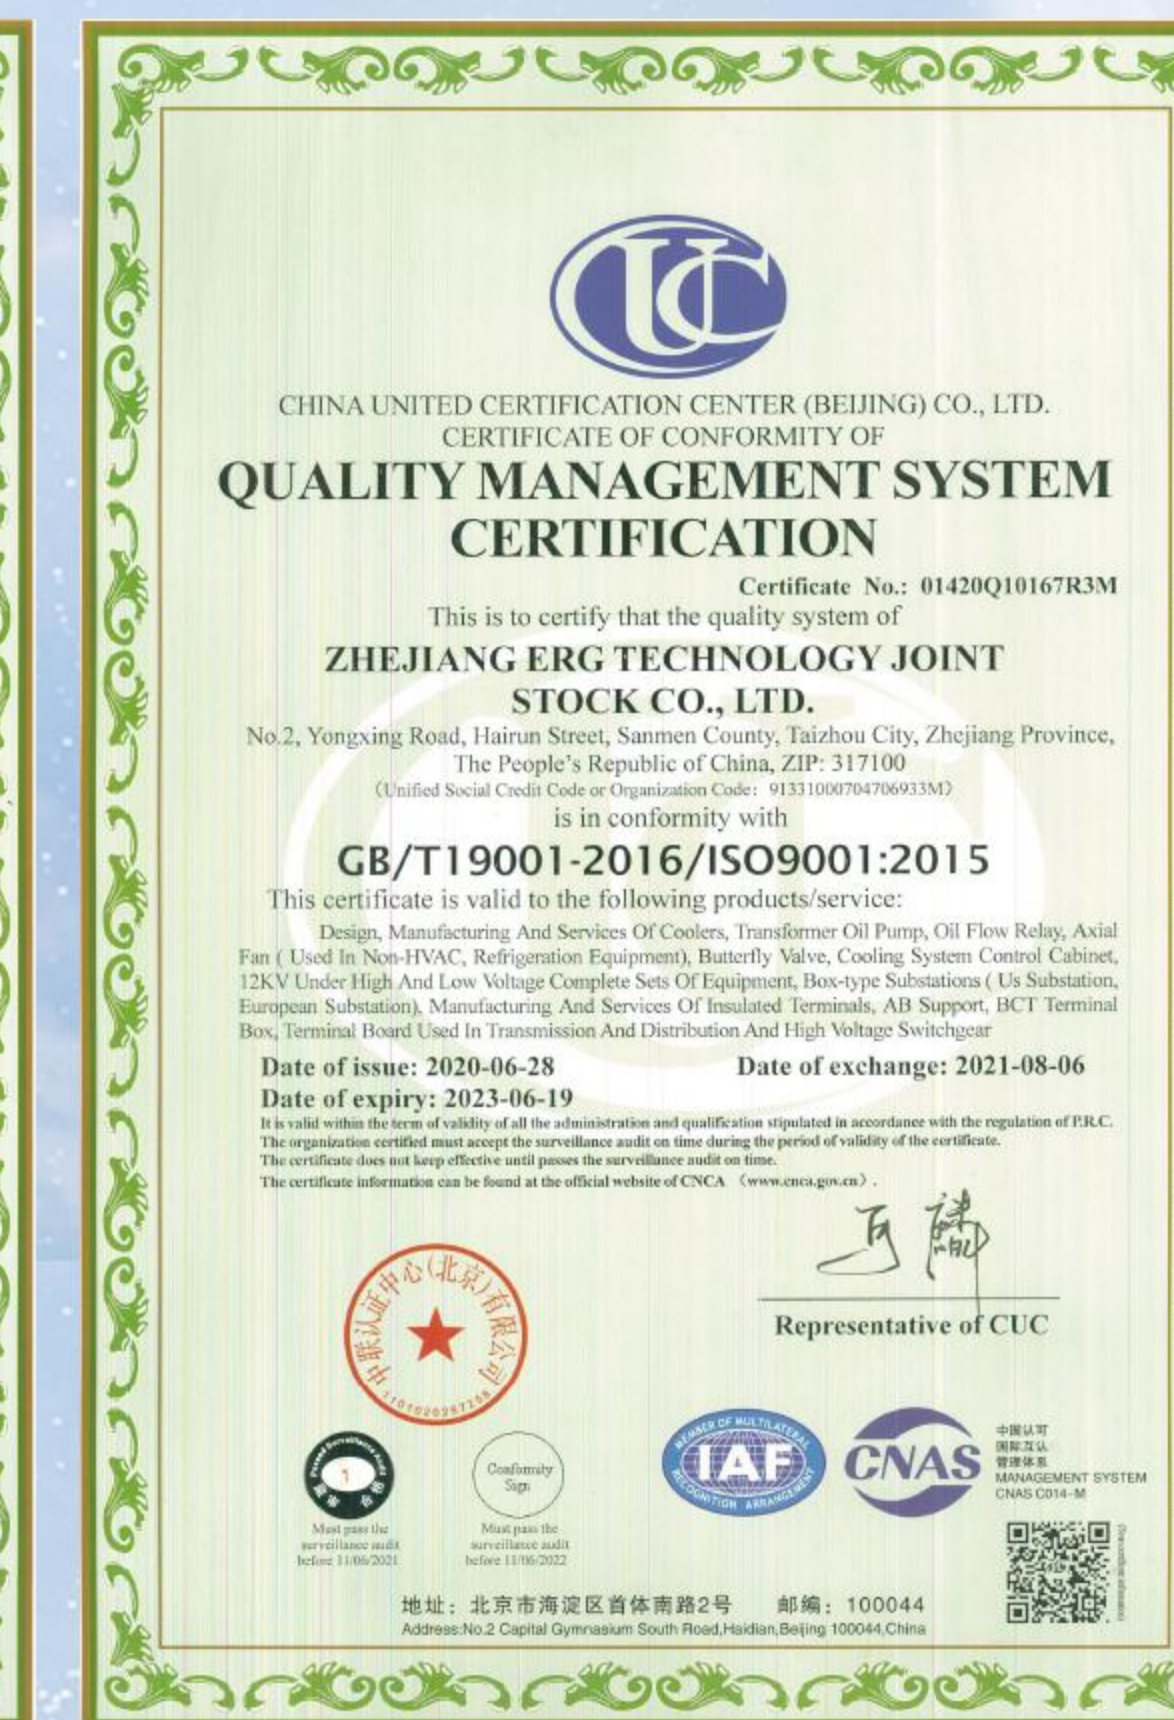 UC
CHINA UNITED CERTIFICATION CENTER (BEIJING) CO., LTD.
CERTIFICATE OF CONFORMITY OF
QUALITY MANAGEMENT SYSTEM
CERTIFICATION
Certificate No.: 01420Q10167R3M
This is to certify that the quality system of
ZHEJIANG ERG TECHNOLOGY JOINT
STOCK CO., LTD.
No.2, Yongxing Road, Hairun Street, Sanmen County, Taizhou City, Zhejiang Province,
The People's Republic of China, ZIP: 317100
(Unified Social Credit Code or Organization Code: 91331000704706933M)
is in conformity with
GB/T19001-2016/ISO9001:2015
This certificate is valid to the following products/service:
Design, Manufacturing And Services Of Coolers, Transformer Oil Pump, Oil Flow Relay, Axial
Fan ( Used In Non-HVAC, Refrigeration Equipment), Butterfly Valve, Cooling System Control Cabinet,
12KV Under High And Low Voltage Complete Sets Of Equipment, Box-type Substations ( Us Substation,
European Substation), Manufacturing And Services Of Insulated Terminals, AB Support, BCT Terminal
Box, Terminal Board Used In Transmission And Distribution And High Voltage Switchgear
Date of issue: 2020-06-28 Date of exchange: 2021-08-06
Date of expiry: 2023-06-19
It is valid within the term of validity of all the administration and qualification stipulated in accordance with the regulation of P.R.C.
The organization certified must accept the surveillance audit on time during the period of validity of the certificate.
The certificate does not keep effective until passes the surveillance audit on time.
The certificate information can be found at the official website of CNCA (www.cnca.gov.cn) .
Representative of CUC
中联认证中心(北京)有限公司
1101020297258
Passed Surveillance Audit
1
监审 合格
Must pass the
surveillance audit
before 11/06/2021
Conformity
Sign
Must pass the
surveillance audit
before 11/06/2022
MEMBER OF MULTILATERAL
IAF
RECOGNITION ARRANGEMENT
CNAS
中国认可
国际互认
管理体系
MANAGEMENT SYSTEM
CNAS C014-M
地址：北京市海淀区首体南路2号 邮编：100044
Address:No.2 Capital Gymnasium South Road,Haidian,Beijing 100044,China